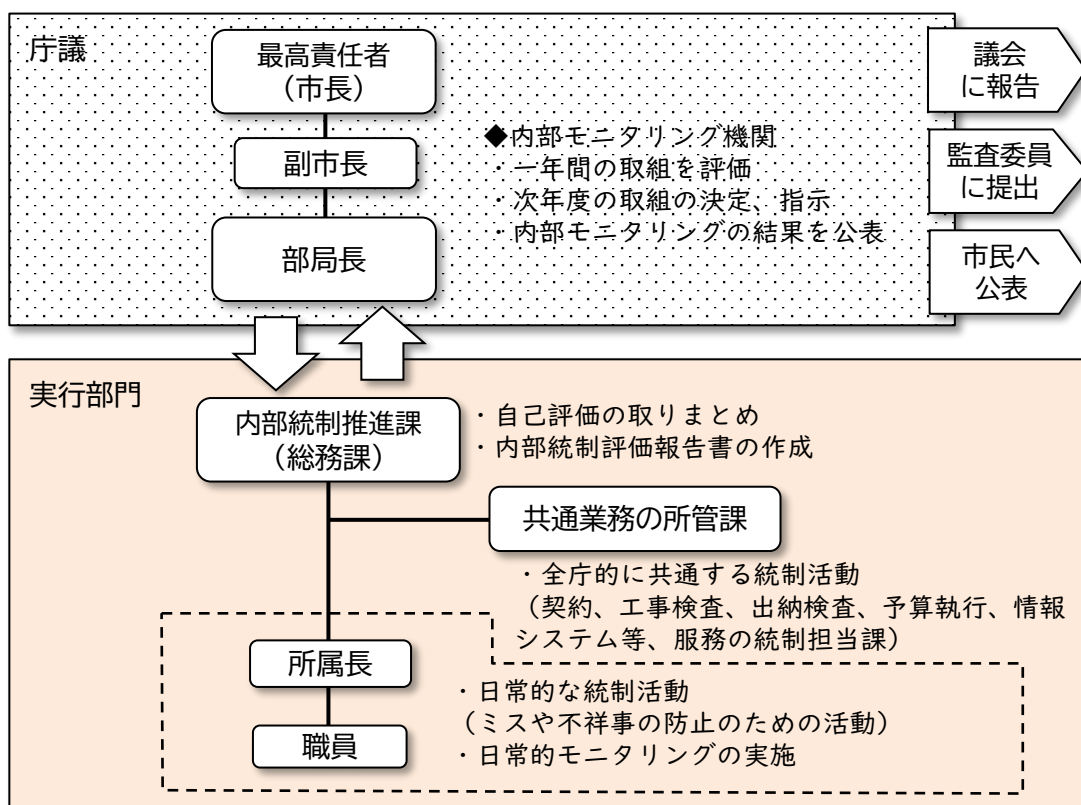 庁議
最高責任者
（市長）
副市長
部局長
◆内部モニタリング機関
・一年間の取組を評価
・次年度の取組の決定、指示
・内部モニタリングの結果を公表
議会
に報告
監査委員
に提出
市民へ
公表
実行部門
内部統制推進課
（総務課）
・自己評価の取りまとめ
・内部統制評価報告書の作成
共通業務の所管課
・全庁的に共通する統制活動
（契約、工事検査、出納検査、予算執行、情報
システム等、服務の統制担当課）
所属長
職員
・日常的な統制活動
（ミスや不祥事の防止のための活動）
・日常的モニタリングの実施